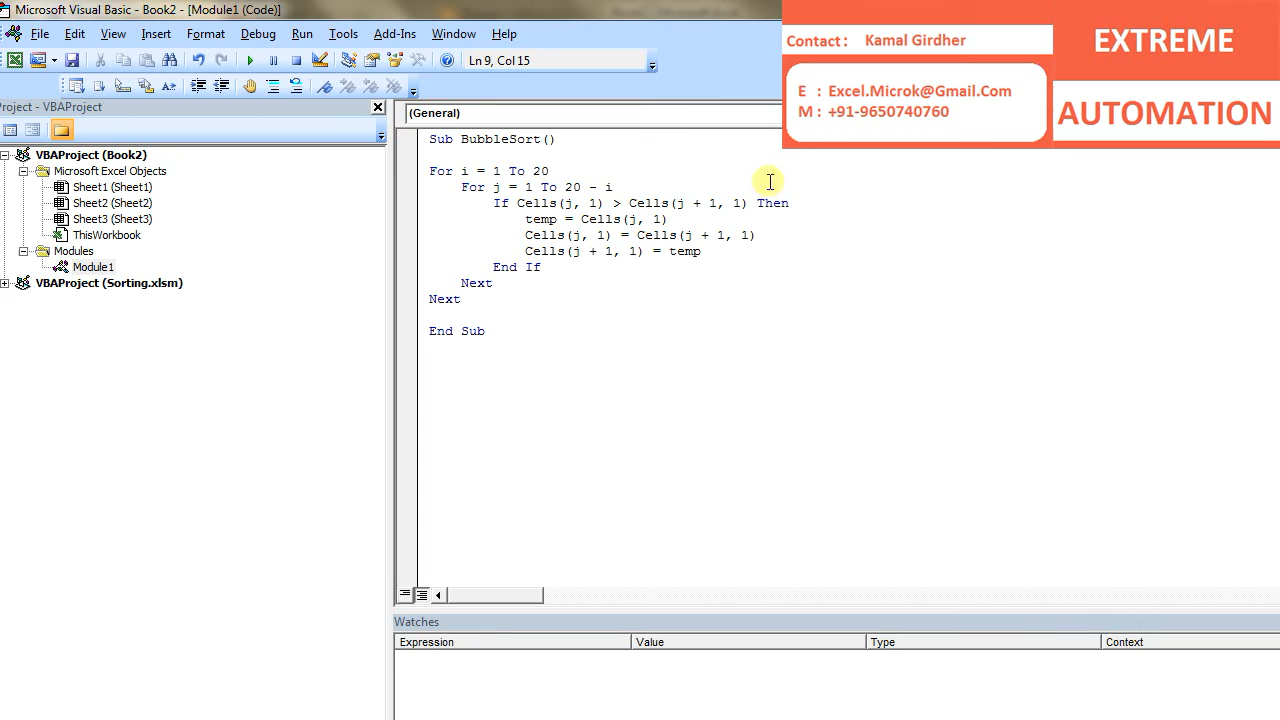 Microsoft Visual Basic - Book2 - [Module1 (Code)]
File Edit View Insert Format Debug Run Tools Add-Ins Window Help
Ln 9, Col 15
Contact: Kamal Girdher
E : Excel.Microk@Gmail.Com
M : +91-9650740760
EXTREME
AUTOMATION
Project - VBAProject
VBAProject (Book2)
Microsoft Excel Objects
Sheet1 (Sheet1)
Sheet2 (Sheet2)
Sheet3 (Sheet3)
ThisWorkbook
Modules
Module1
VBAProject (Sorting.xlsm)
(General)
Sub BubbleSort()
For i = 1 To 20
For j = 1 To 20 - i
If Cells(j, 1) > Cells(j + 1, 1) Then
temp = Cells(j, 1)
Cells(j, 1) = Cells(j + 1, 1)
Cells(j + 1, 1) = temp
End If
Next
Next
End Sub
Watches
Expression Value Type Context